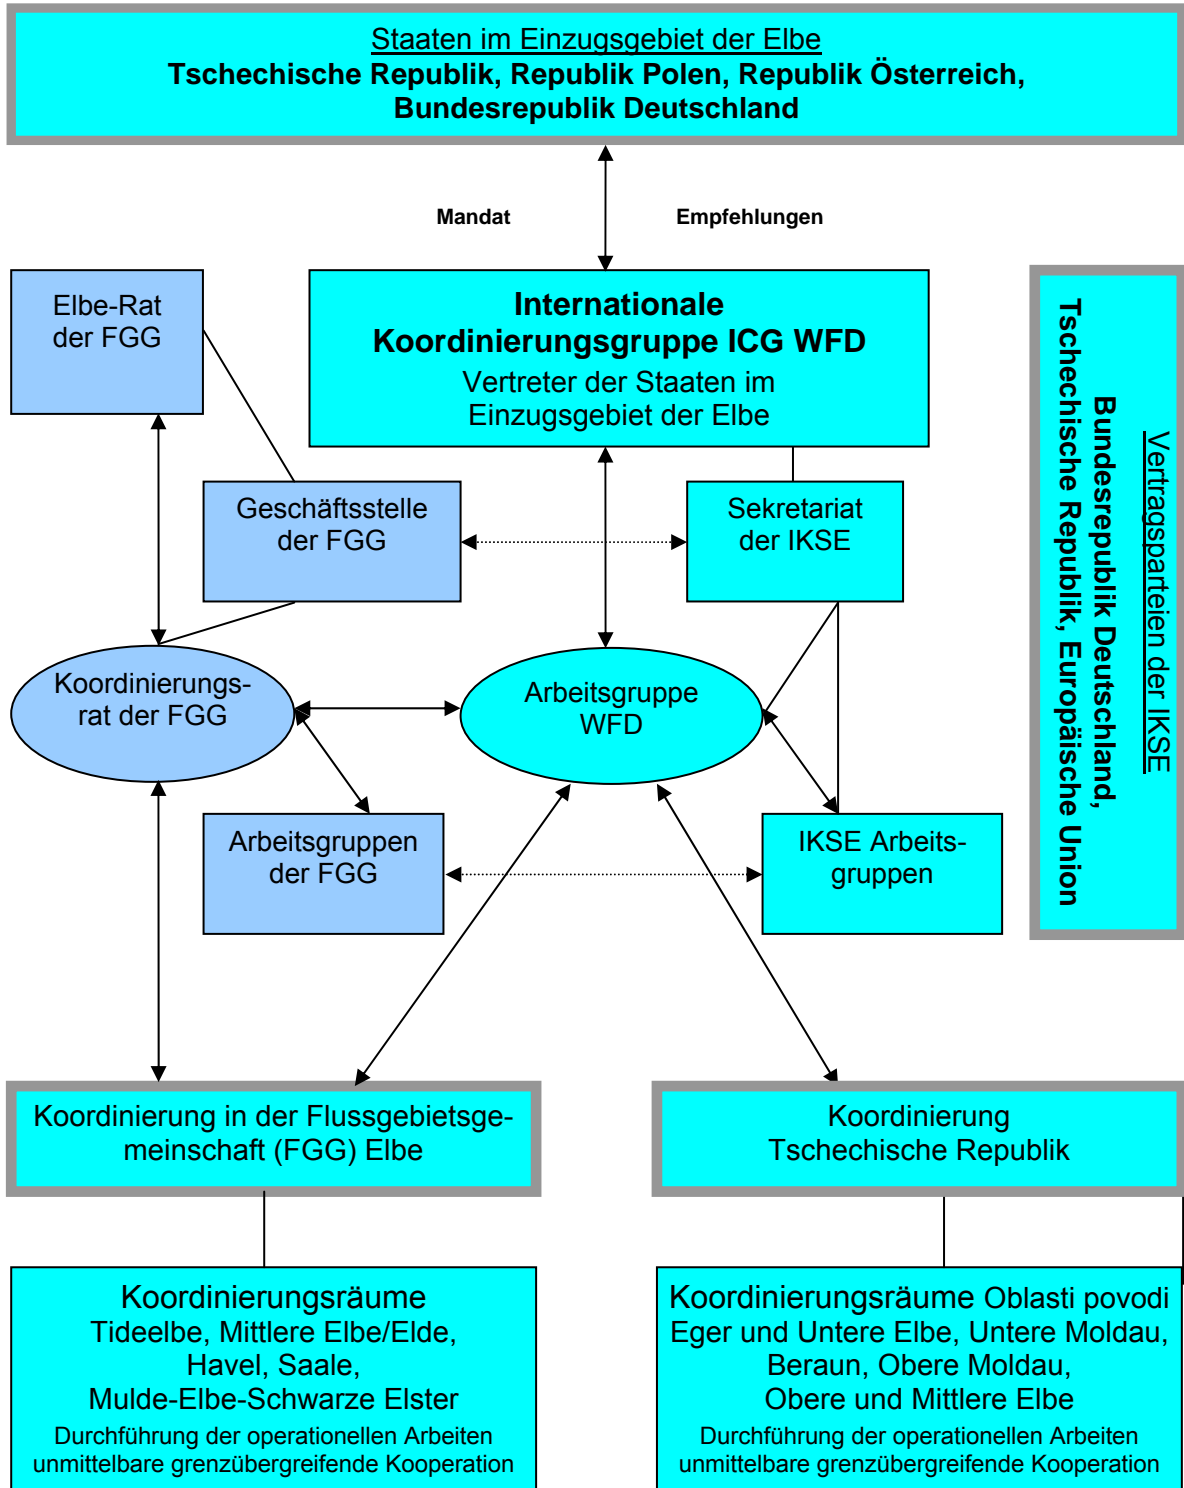 Staaten im Einzugsgebiet der Elbe
Tschechische Republik, Republik Polen, Republik Österreich,
Bundesrepublik Deutschland
Mandat
Empfehlungen
Elbe-Rat
der FGG
Internationale
Koordinierungsgruppe ICG WFD
Vertreter der Staaten im
Einzugsgebiet der Elbe
Vertragsparteien der IKSE
Bundesrepublik Deutschland,
Tschechische Republik, Europäische Union
Geschäftsstelle
der FGG
Sekretariat
der IKSE
Koordinierungs-
rat der FGG
Arbeitsgruppe
WFD
Arbeitsgruppen
der FGG
IKSE Arbeits-
gruppen
Koordinierung in der Flussgebietsge-
meinschaft (FGG) Elbe
Koordinierung
Tschechische Republik
Koordinierungsräume
Tideelbe, Mittlere Elbe/Elde,
Havel, Saale,
Mulde-Elbe-Schwarze Elster
Durchführung der operationellen Arbeiten
unmittelbare grenzübergreifende Kooperation
Koordinierungsräume Oblasti povodi
Eger und Untere Elbe, Untere Moldau,
Beraun, Obere Moldau,
Obere und Mittlere Elbe
Durchführung der operationellen Arbeiten
unmittelbare grenzübergreifende Kooperation